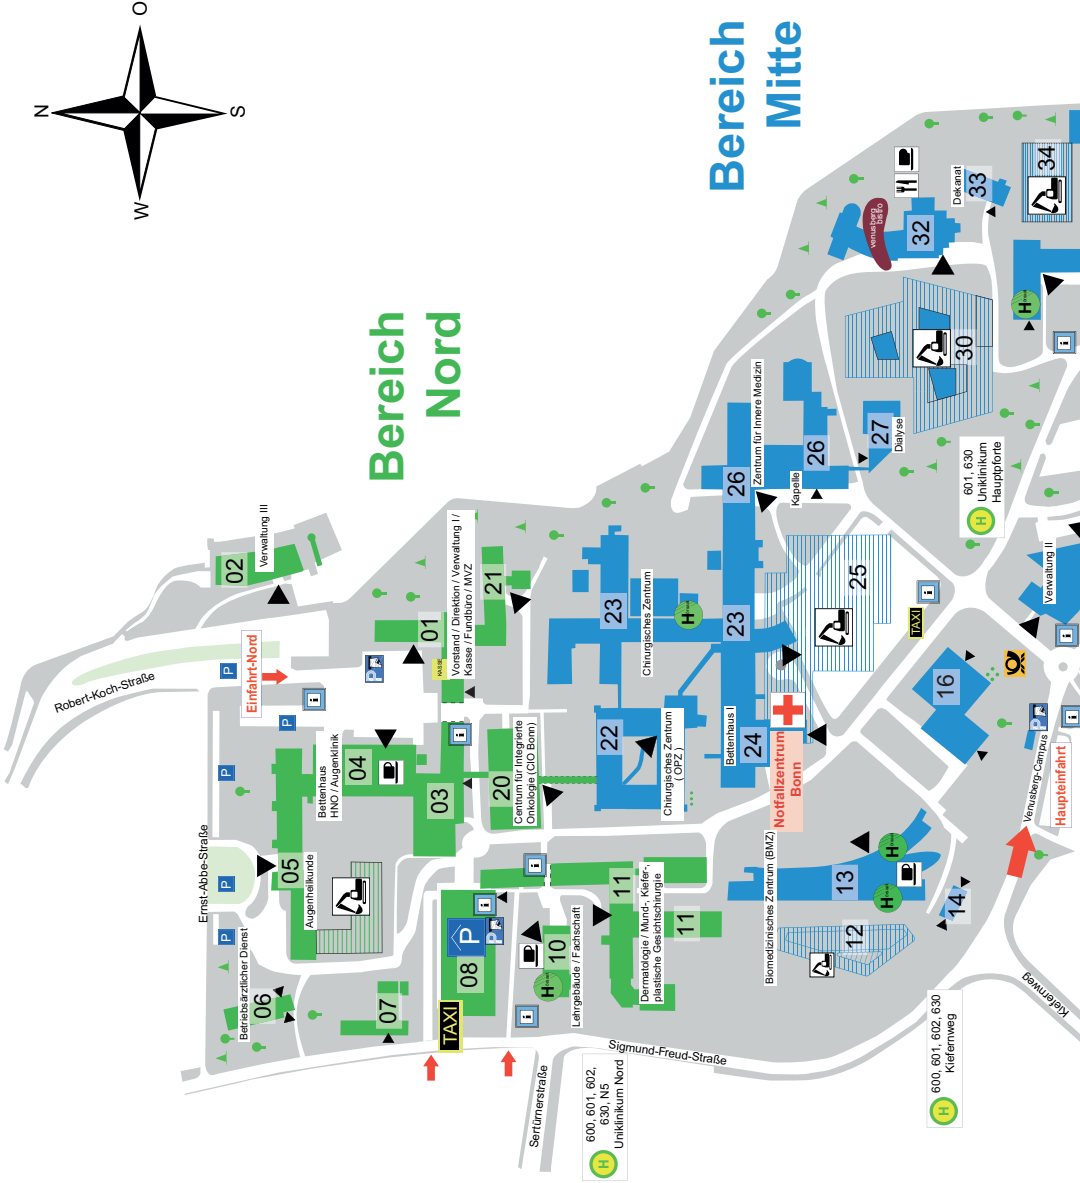 N
O
S
W
Bereich
Nord
Bereich
Mitte
Robert-Koch-Straße
Ernst-Abbe-Straße
Einfahrt-Nord
P
P
P
P
P
02
Verwaltung III
01
KASSE
Vorstand / Direktion / Verwaltung I /
Kasse / Fundbüro / MVZ
21
Bettenhaus
HNO / Augenklinik
04
03
05
Augenheilkunde
Betriebsärztlicher Dienst
06
07
08
P
TAXI
20
Centrum für Integrierte
Onkologie (CIO Bonn)
10
Lehrgebäude / Fachschaft
H
11
11
Dermatologie / Mund-, Kiefer-,
plastische Gesichtschirurgie
Sertürnerstraße
Sigmund-Freud-Straße
H
600, 601, 602,
630, N5
Uniklinikum Nord
22
Chirurgisches Zentrum
( OPZ )
23
Chirurgisches Zentrum
H
23
Bettenhaus I
24
Notfallzentrum
Bonn
26
Zentrum für Innere Medizin
26
Kapelle
27
Dialyse
25
TAXI
30
venusberg
bistro
32
Dekanat
33
34
H
H
601, 630
Uniklinikum
Hauptpforte
Verwaltung II
16
Biomedizinisches Zentrum (BMZ)
13
H
H
12
14
Venusberg-Campus
P
Haupteinfahrt
Kiefernweg
H
600, 601, 602, 630
Kiefernweg